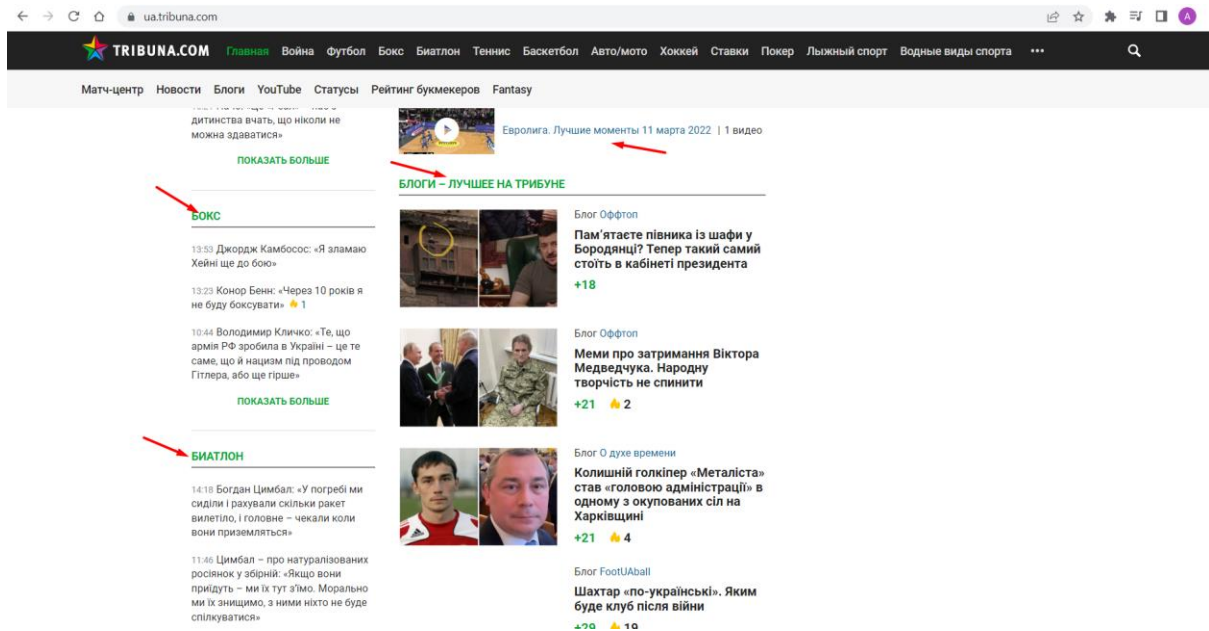 ua.tribuna.com
A
TRIBUNA.COM Главная Война Футбол Бокс Биатлон Теннис Баскетбол Авто/мото Хоккей Ставки Покер Лыжный спорт Водные виды спорта •••
Матч-центр Новости Блоги YouTube Статусы Рейтинг букмекеров Fantasy
дитинства вчать, що ніколи не
можна здаватися»
ПОКАЗАТЬ БОЛЬШЕ
БОКС
13:53 Джордж Камбосос: «Я зламаю
Хейні ще до бою»
13:23 Конор Бенн: «Через 10 років я
не буду боксувати» 1
10:44 Володимир Кличко: «Те, що
армія РФ зробила в Україні – це те
саме, що й нацизм під проводом
Гітлера, або ще гірше»
ПОКАЗАТЬ БОЛЬШЕ
БИАТЛОН
14:18 Богдан Цимбал: «У погребі ми
сиділи і рахували скільки ракет
вилетіло, і головне – чекали коли
вони приземляться»
11:46 Цимбал – про натуралізованих
росіянок у збірній: «Якщо вони
приїдуть – ми їх тут з'їмо. Морально
ми їх знищимо, з ними ніхто не буде
спілкуватися»
Евролига. Лучшие моменты 11 марта 2022 | 1 видео
БЛОГИ – ЛУЧШЕЕ НА ТРИБУНЕ
Блог Оффтоп
Пам'ятаєте півника із шафи у
Бородянці? Тепер такий самий
стоїть в кабінеті президента
+18
Блог Оффтоп
Меми про затримання Віктора
Медведчука. Народну
творчість не спинити
+21 2
Блог О духе времени
Колишній голкіпер «Металіста»
став «головою адміністрації» в
одному з окупованих сіл на
Харківщині
+21 4
Блог FootUAball
Шахтар «по-українські». Яким
буде клуб після війни
+29 19